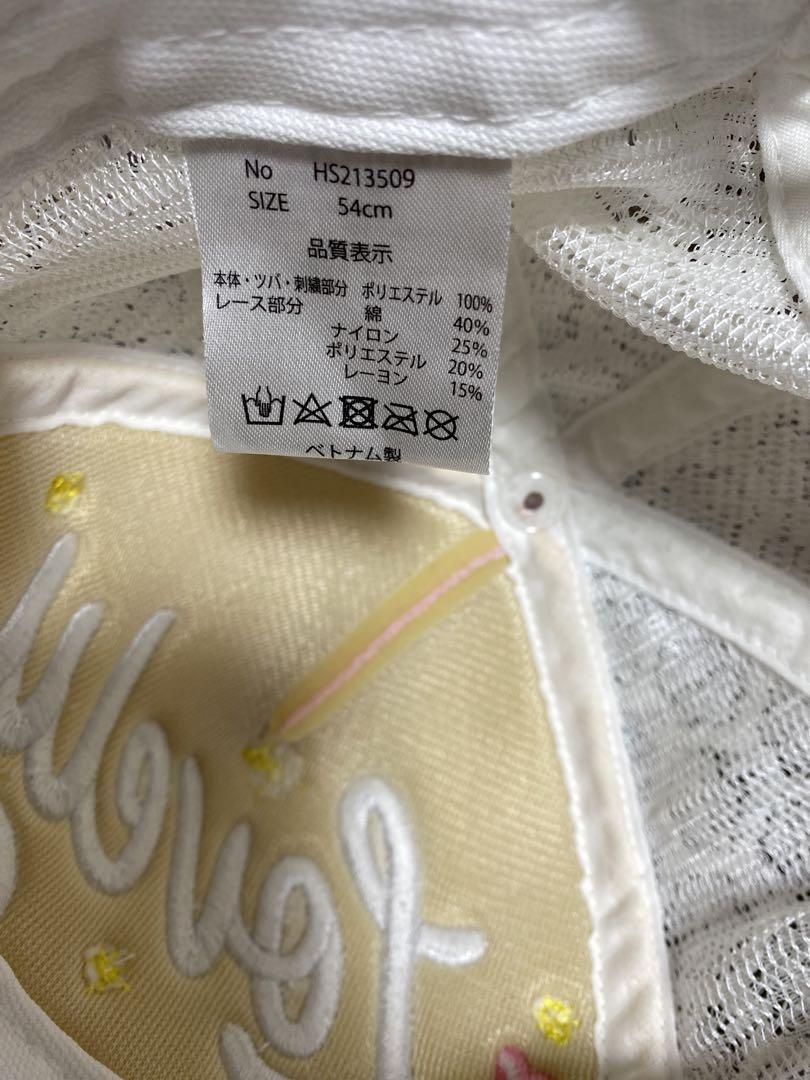 No HS213509
SIZE 54cm
品質表示
本体・ツバ・刺繍部分 ポリエステル 100%
レース部分 綿 40%
ナイロン 25%
ポリエステル 20%
レーヨン 15%
ベトナム製